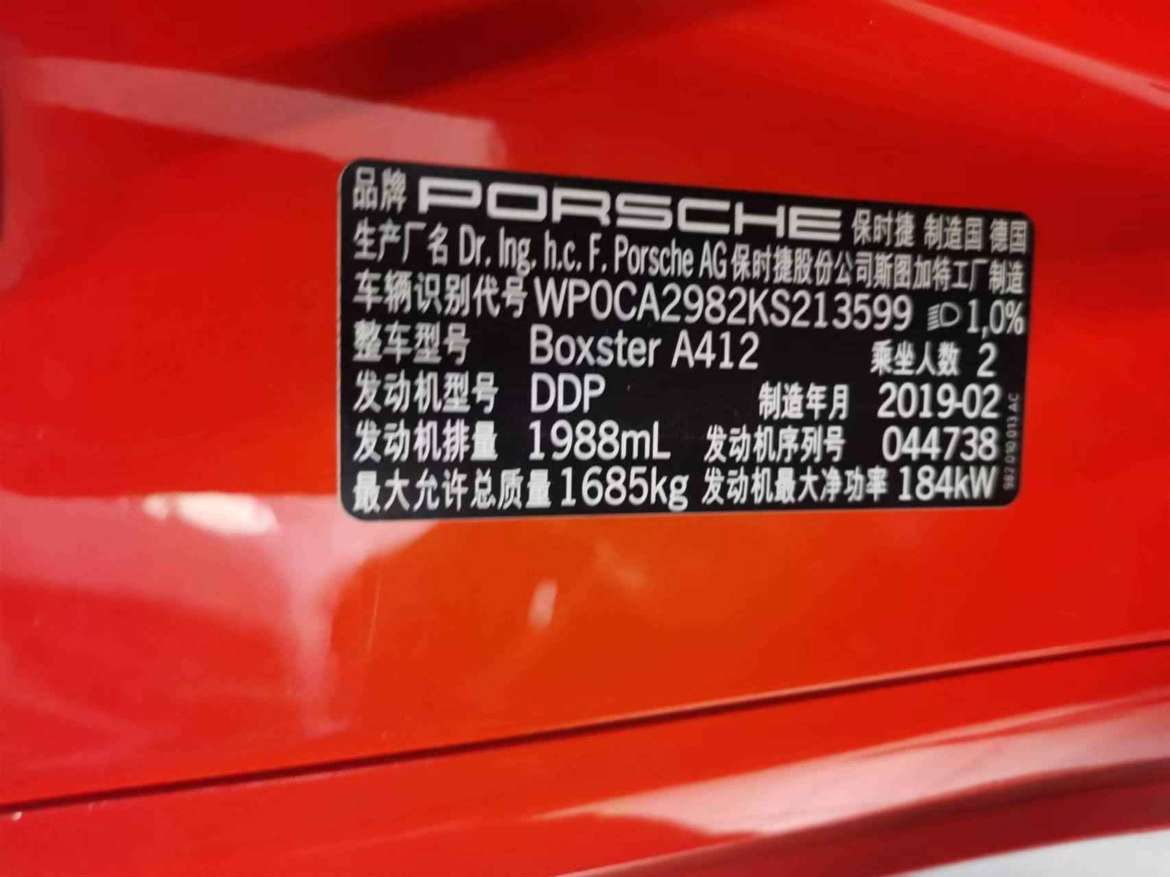 品牌 PORSCHE 保时捷 制造国 德国
生产厂名 Dr. Ing. h.c. F. Porsche AG 保时捷股份公司斯图加特工厂制造
车辆识别代号 WP0CA2982KS213599 1,0%
整车型号 Boxster A412 乘坐人数 2
发动机型号 DDP 制造年月 2019-02
发动机排量 1988mL 发动机序列号 044738
最大允许总质量 1685kg 发动机最大净功率 184kW
982 010 013 AC